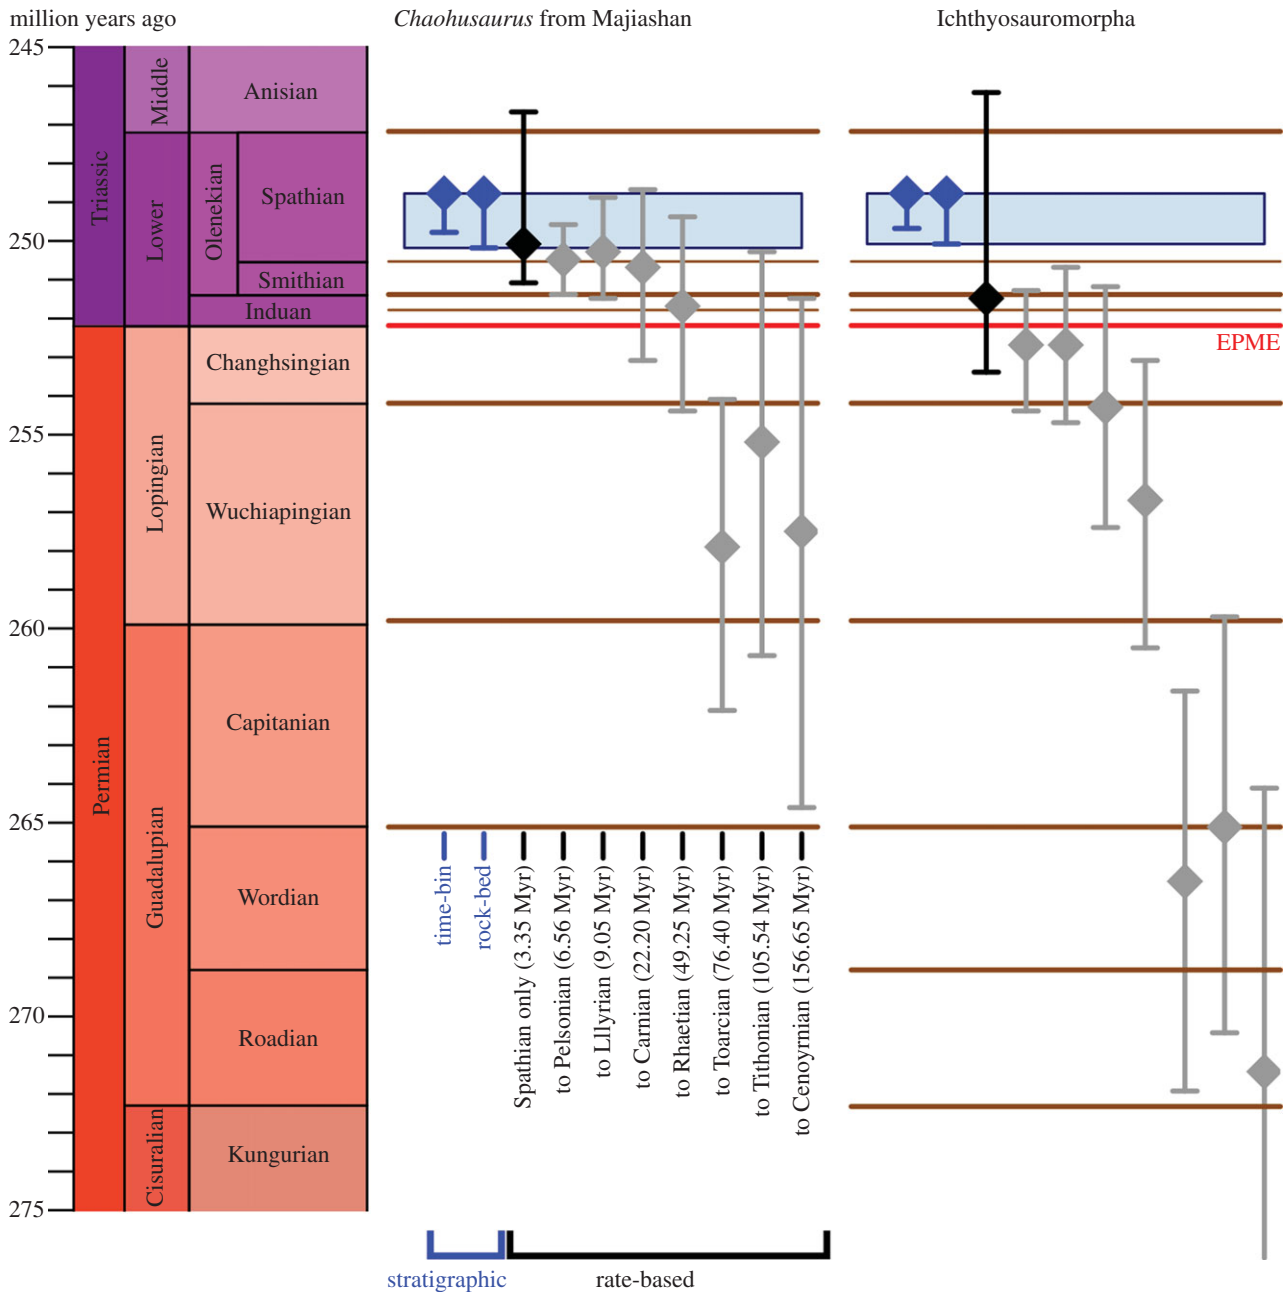 million years ago
Chaohusaurus from Majiashan
Ichthyosauromorpha
245
250
255
260
265
270
275
Triassic
Permian
Middle
Lower
Lopingian
Guadalupian
Cisuralian
Olenekian
Anisian
Spathian
Smithian
Induan
Changhsingian
Wuchiapingian
Capitanian
Wordian
Roadian
Kungurian
EPME
time-bin
rock-bed
Spathian only (3.35 Myr)
to Pelsonian (6.56 Myr)
to Lllyrian (9.05 Myr)
to Carnian (22.20 Myr)
to Rhaetian (49.25 Myr)
to Toarcian (76.40 Myr)
to Tithonian (105.54 Myr)
to Cenoyrnian (156.65 Myr)
stratigraphic
rate-based